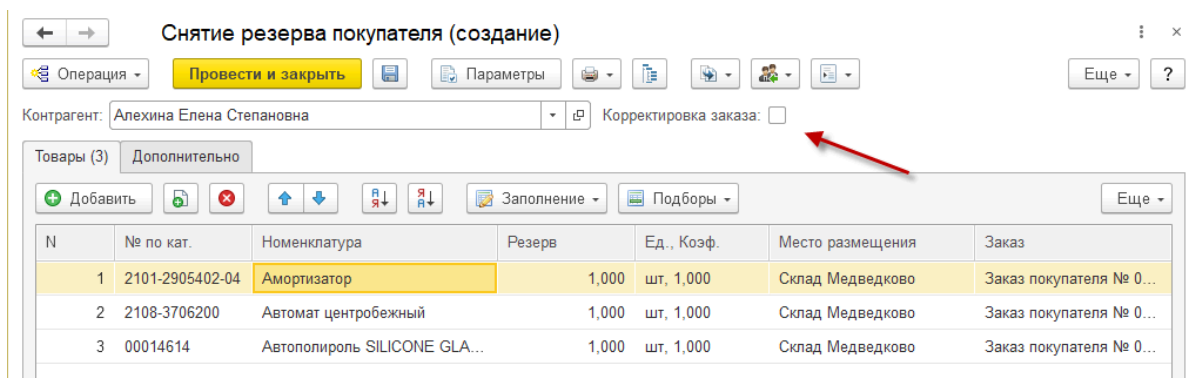 Снятие резерва покупателя (создание)
Операция Провести и закрыть Параметры Еще ?
Контрагент: Алехина Елена Степановна Корректировка заказа:
Товары (3) Дополнительно
Добавить Заполнение Подборы Еще
N № по кат. Номенклатура Резерв Ед., Коэф. Место размещения Заказ
1 2101-2905402-04 Амортизатор 1,000 шт, 1,000 Склад Медведково Заказ покупателя № 0...
2 2108-3706200 Автомат центробежный 1,000 шт, 1,000 Склад Медведково Заказ покупателя № 0...
3 00014614 Автополироль SILICONE GLA... 1,000 шт, 1,000 Склад Медведково Заказ покупателя № 0...